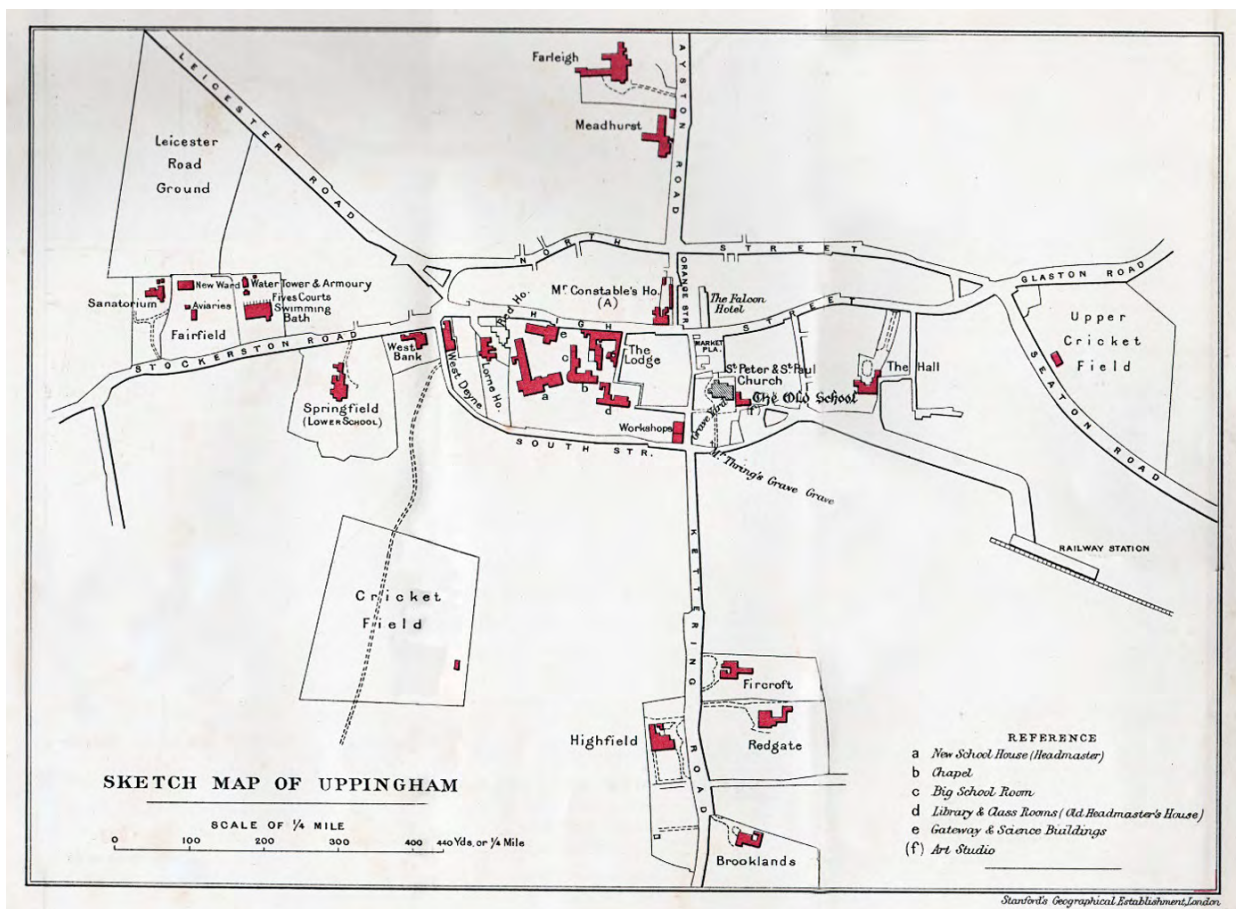 Farleigh
AYSTON ROAD
Meadhurst
LEICESTER ROAD
Leicester
Road
Ground
NORTH STREET
GLASTON ROAD
ORANGE STR.
Sanatorium
New Ward
Water Tower & Armoury
Aviaries
Fives Courts
Swimming
Bath
Fairfield
STOCKERSTON ROAD
Mr. Constable's Ho.
(A)
The Falcon
Hotel
HIGH STREET
Red Ho.
West
Bank
West Deyne
Lorne Ho.
e
c
a
b
d
The
Lodge
MARKET
PLA.
St. Peter & St. Paul
Church
The Old School
(f)
The Hall
Upper
Cricket
Field
SEATON ROAD
Springfield
(LOWER SCHOOL)
Workshops
Grave Yard
SOUTH STR.
Mr. Thring's Grave Grave
KETTERING ROAD
RAILWAY STATION
Cricket
Field
Fircroft
Highfield
Redgate
Brooklands
SKETCH MAP OF UPPINGHAM
SCALE OF 1/4 MILE
0 100 200 300 400 440 Yds. or 1/4 Mile
REFERENCE
a New School House (Headmaster)
b Chapel
c Big School Room
d Library & Class Rooms (Old Headmaster's House)
e Gateway & Science Buildings
(f) Art Studio
Stanford's Geographical Establishment, London